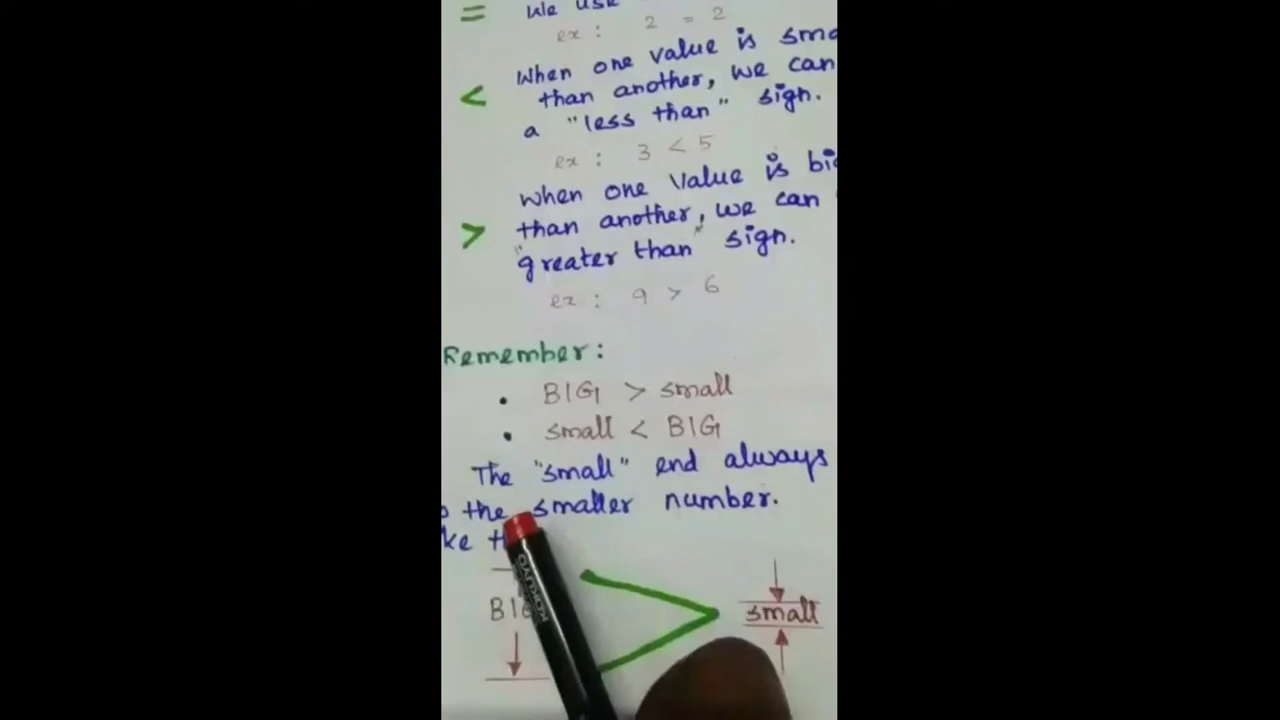 = We use
ex : 2 = 2
When one value is
< than another, we can
a "less than" sign.
ex : 3 < 5
When one value is
> than another, we can
"greater than" sign.
ex : 9 > 6
Remember:
• BIG > small
• small < BIG
The "small" end always
the smaller number.
small